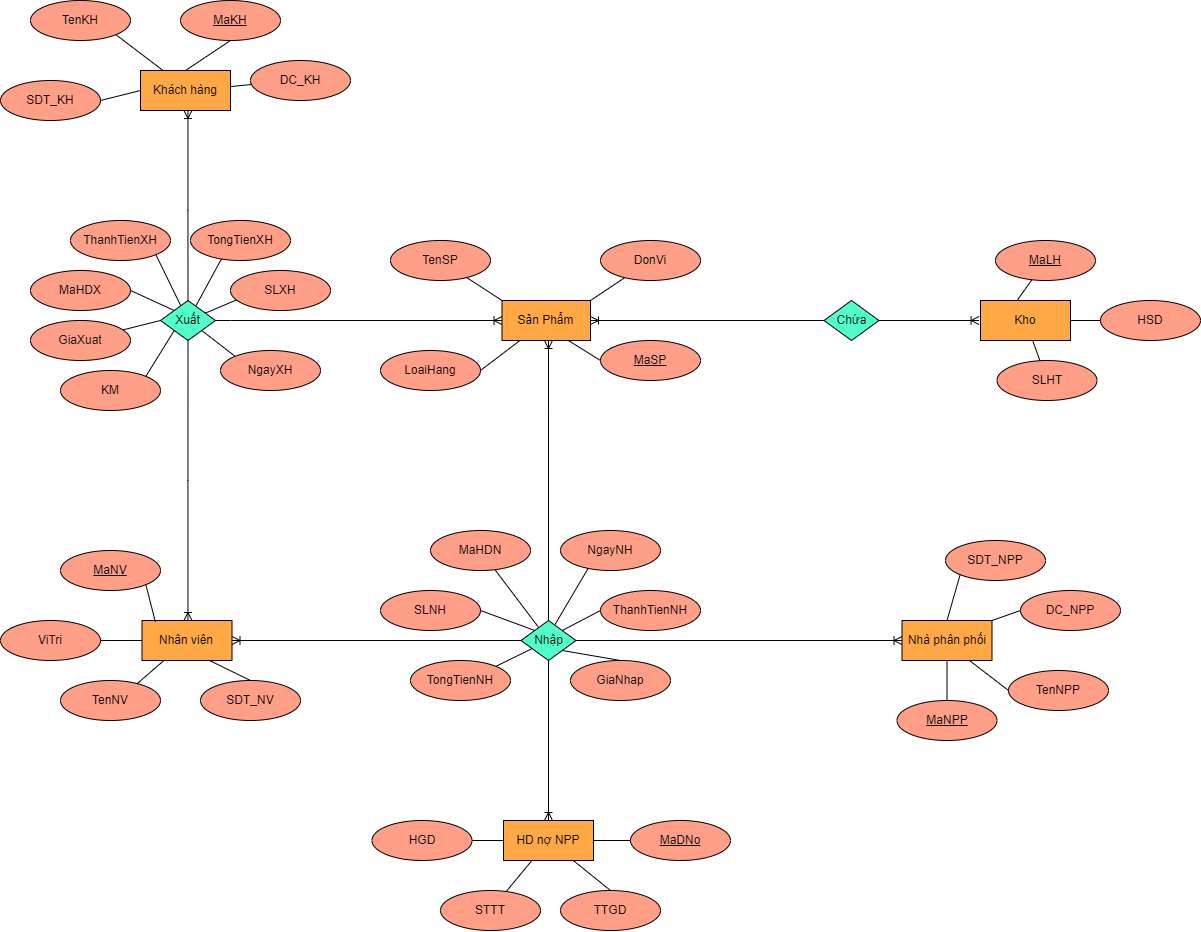 TenKH
MaKH
Khách hàng
DC_KH
SDT_KH
ThanhTienXH
TongTienXH
MaHDX
SLXH
Xuất
GiaXuat
KM
NgayXH
TenSP
DonVi
Sản Phẩm
LoaiHang
MaSP
Chứa
MaLH
Kho
HSD
SLHT
MaNV
ViTri
Nhân viên
TenNV
SDT_NV
MaHDN
NgayNH
SLNH
ThanhTienNH
Nhập
TongTienNH
GiaNhap
SDT_NPP
DC_NPP
Nhà phân phối
TenNPP
MaNPP
HGD
HD nợ NPP
MaDNo
STTT
TTGD